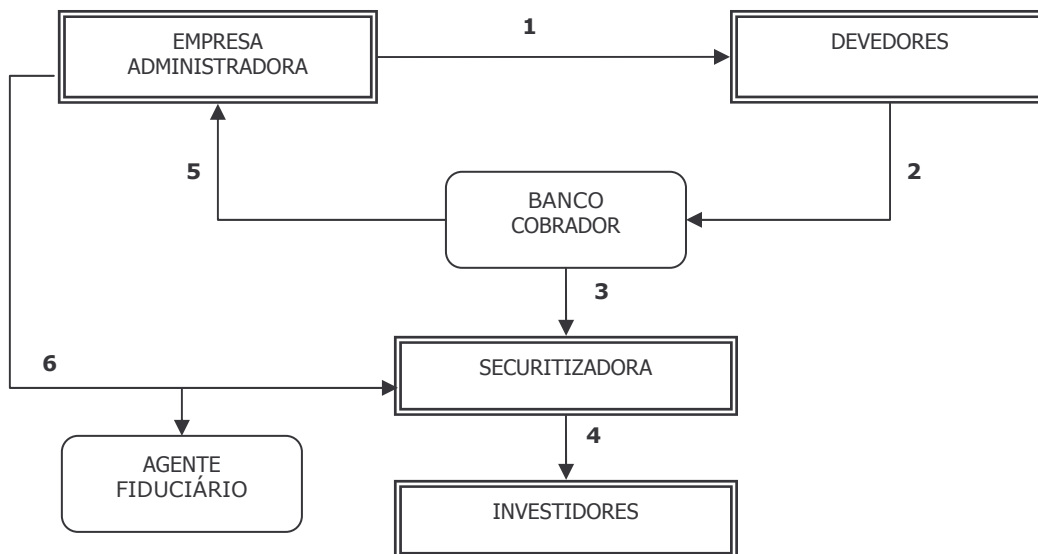 EMPRESA
ADMINISTRADORA
1
DEVEDORES
5
2
BANCO
COBRADOR
3
6
SECURITIZADORA
4
AGENTE
FIDUCIÁRIO
INVESTIDORES